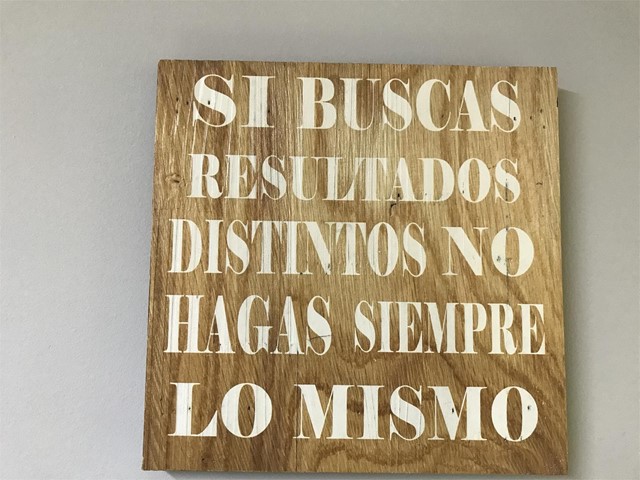 SI BUSCAS
RESULTADOS
DISTINTOS NO
HAGAS SIEMPRE
LO MISMO